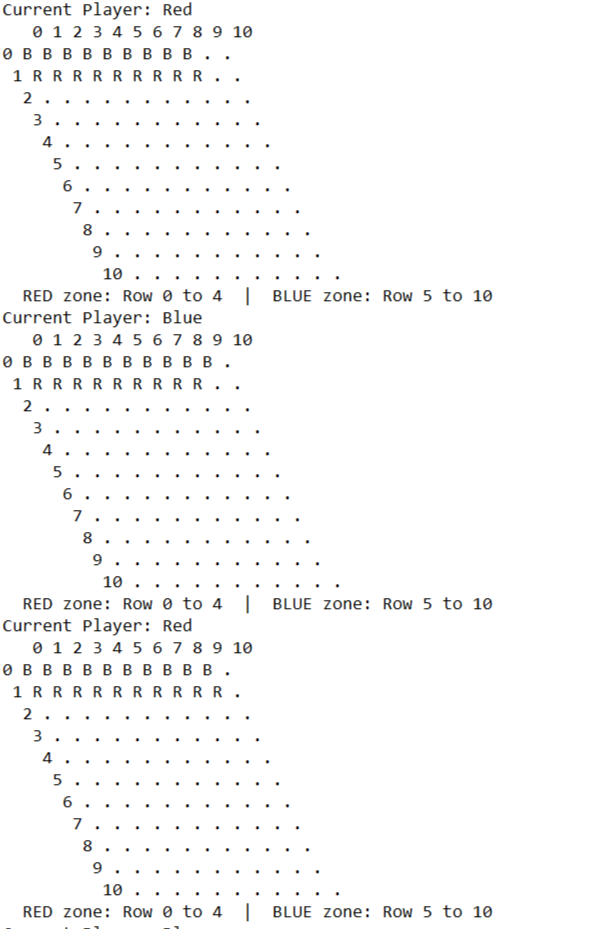 Current Player: Red
   0 1 2 3 4 5 6 7 8 9 10
0 B B B B B B B B B . .
 1 R R R R R R R R R . .
  2 . . . . . . . . . . .
   3 . . . . . . . . . . .
    4 . . . . . . . . . . .
     5 . . . . . . . . . . .
      6 . . . . . . . . . . .
       7 . . . . . . . . . . .
        8 . . . . . . . . . . .
         9 . . . . . . . . . . .
          10 . . . . . . . . . . .
  RED zone: Row 0 to 4  |  BLUE zone: Row 5 to 10
Current Player: Blue
   0 1 2 3 4 5 6 7 8 9 10
0 B B B B B B B B B B .
 1 R R R R R R R R R . .
  2 . . . . . . . . . . .
   3 . . . . . . . . . . .
    4 . . . . . . . . . . .
     5 . . . . . . . . . . .
      6 . . . . . . . . . . .
       7 . . . . . . . . . . .
        8 . . . . . . . . . . .
         9 . . . . . . . . . . .
          10 . . . . . . . . . . .
  RED zone: Row 0 to 4  |  BLUE zone: Row 5 to 10
Current Player: Red
   0 1 2 3 4 5 6 7 8 9 10
0 B B B B B B B B B B .
 1 R R R R R R R R R R .
  2 . . . . . . . . . . .
   3 . . . . . . . . . . .
    4 . . . . . . . . . . .
     5 . . . . . . . . . . .
      6 . . . . . . . . . . .
       7 . . . . . . . . . . .
        8 . . . . . . . . . . .
         9 . . . . . . . . . . .
          10 . . . . . . . . . . .
  RED zone: Row 0 to 4  |  BLUE zone: Row 5 to 10